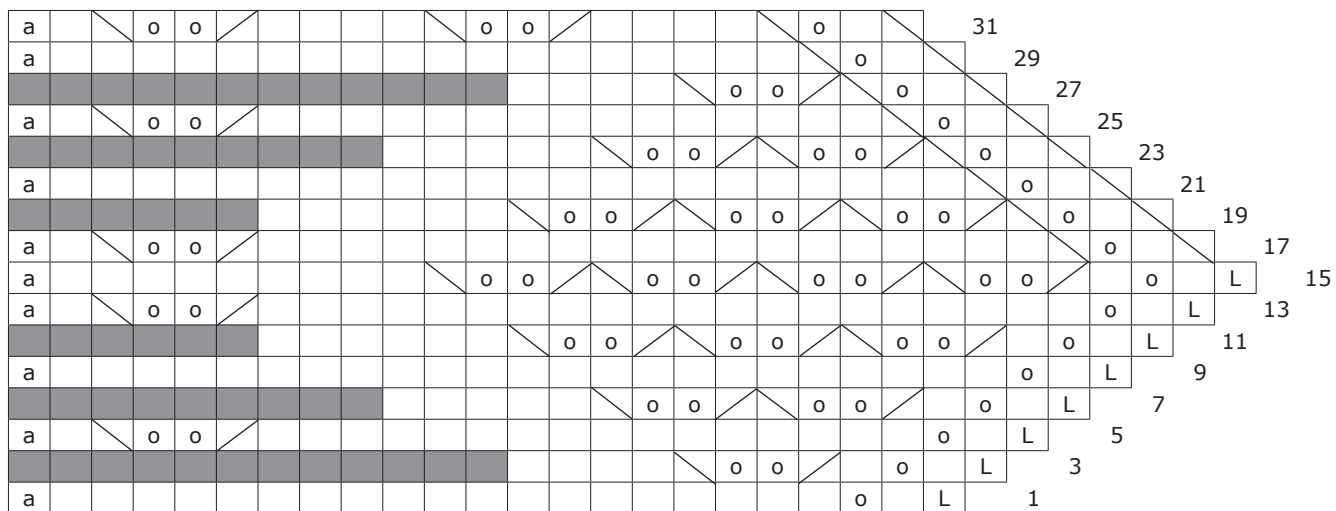 a o o o o o 31
a o 29
o o o 27
a o o o 25
o o o o o 23
a o 21
o o o o o o o 19
a o o o 17
a o o o o o o o o o L 15
a o o o L 13
o o o o o o o L 11
a o L 9
o o o o o L 7
a o o o L 5
o o o L 3
a o L 1